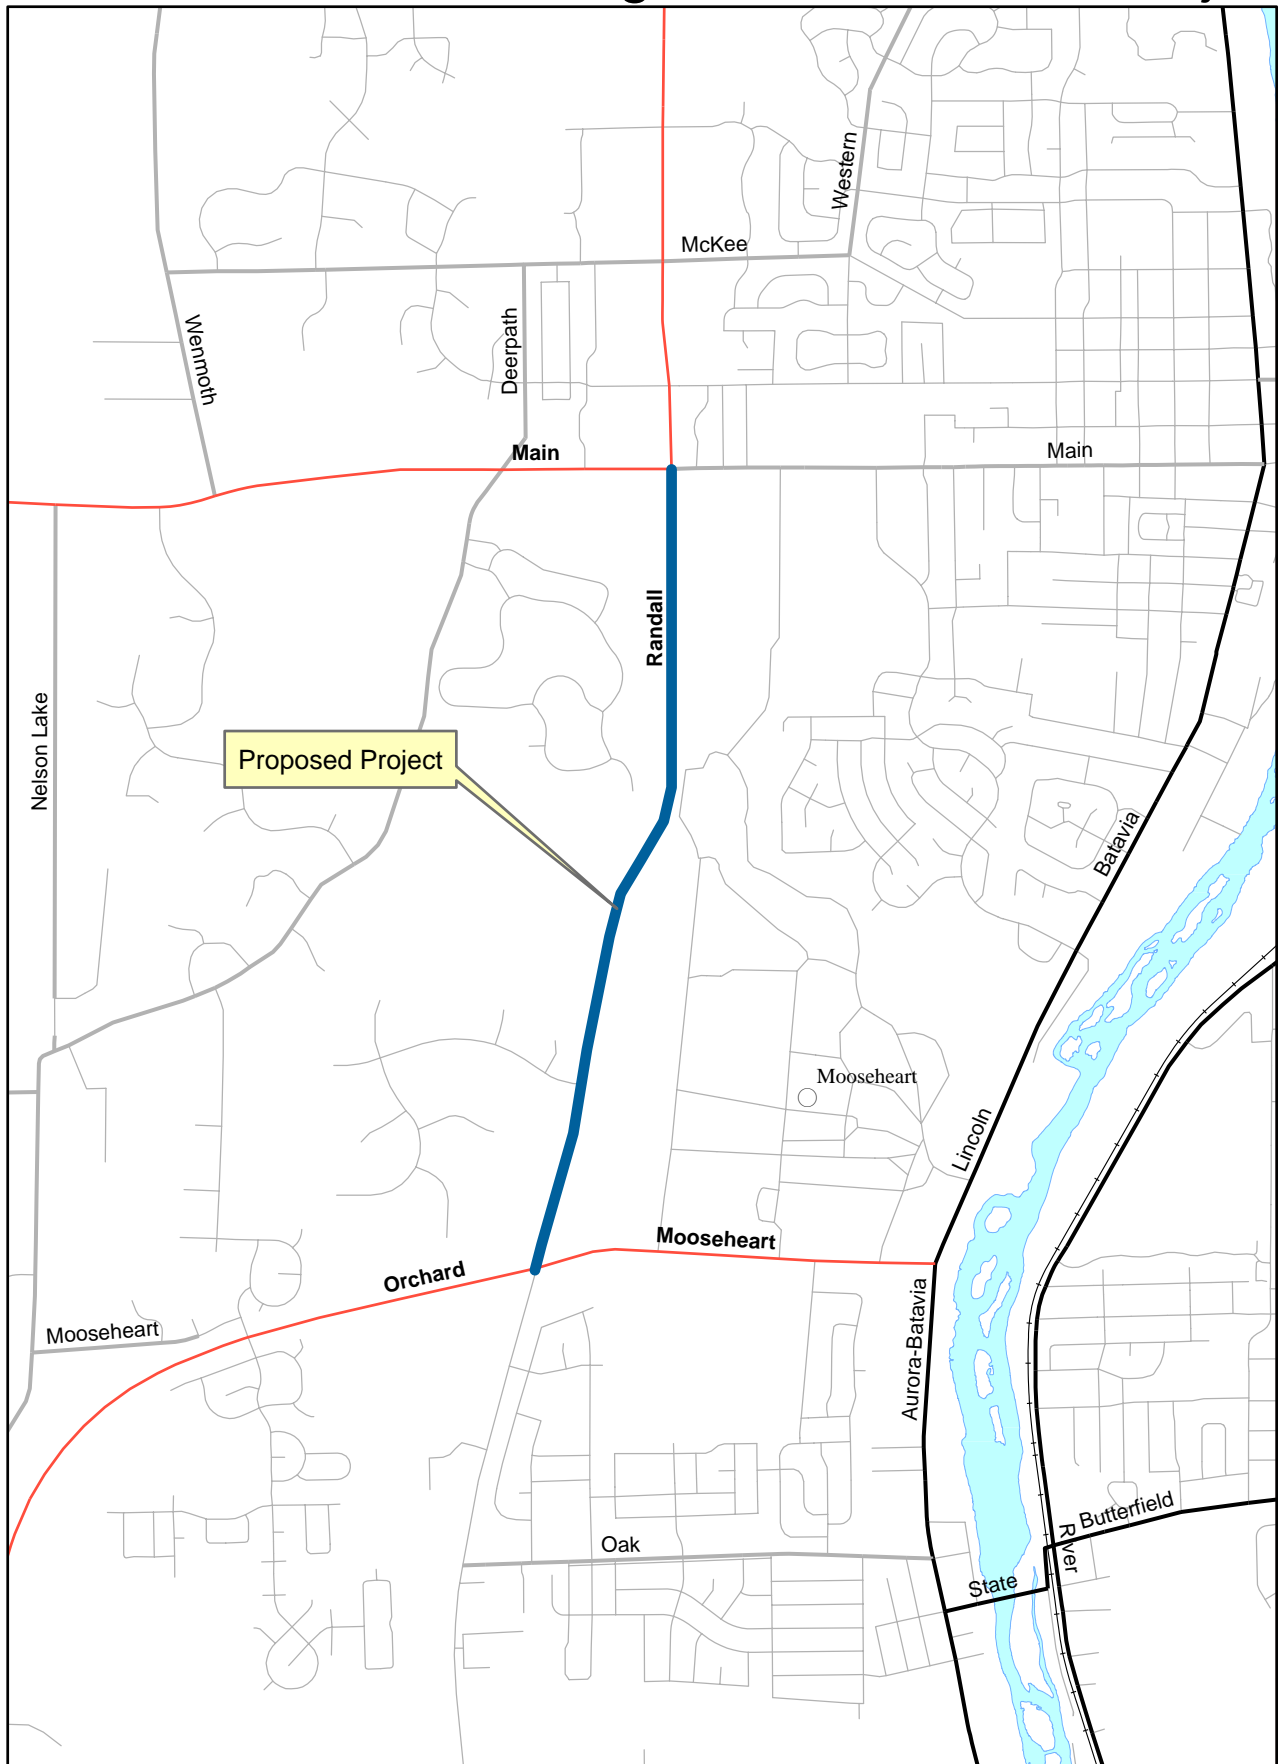 Western
McKee
Wenmoth
Deerpath
Main
Main
Randall
Nelson Lake
Proposed Project
Batavia
Mooseheart
Lincoln
Mooseheart
Orchard
Aurora-Batavia
Mooseheart
Butterfield
River
Oak
State